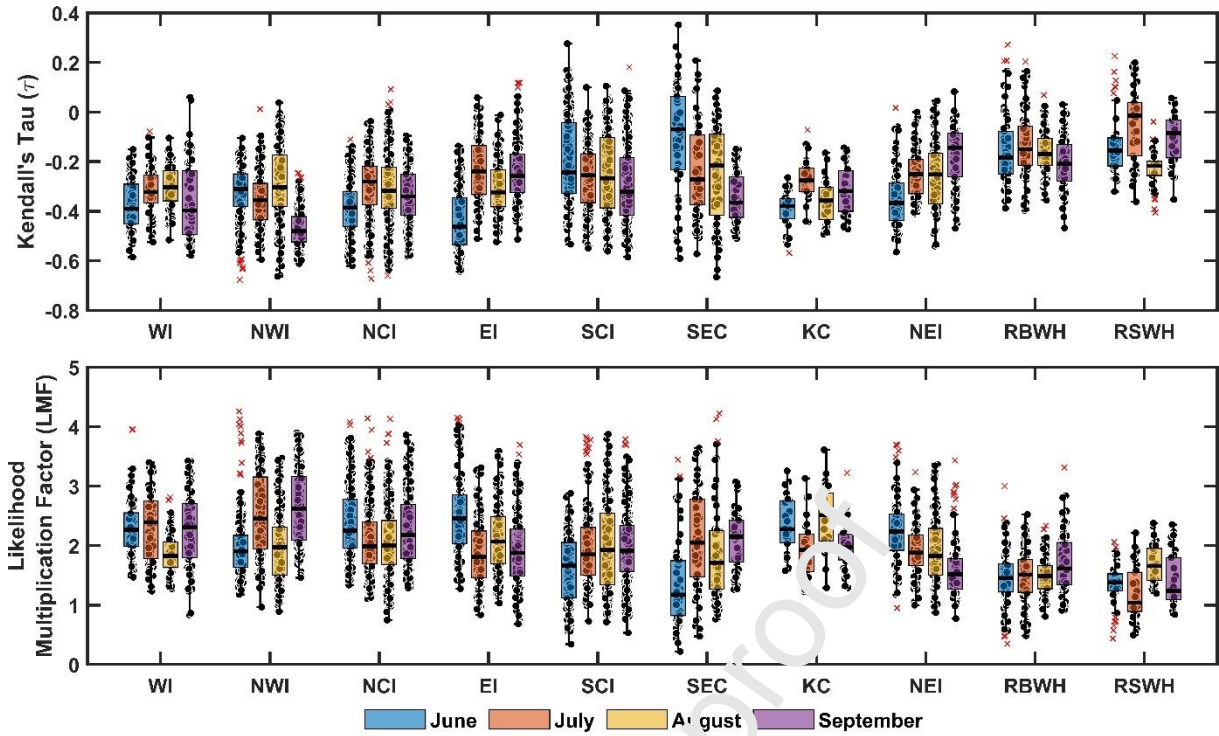 Kendall's Tau (τ)
0.4
0.2
0
-0.2
-0.4
-0.6
-0.8
WI NWI NCI EI SCI SEC KC NEI RBWH RSWH
Likelihood
Multiplication Factor (LMF)
5
4
3
2
1
0
WI NWI NCI EI SCI SEC KC NEI RBWH RSWH
June July August September
proof